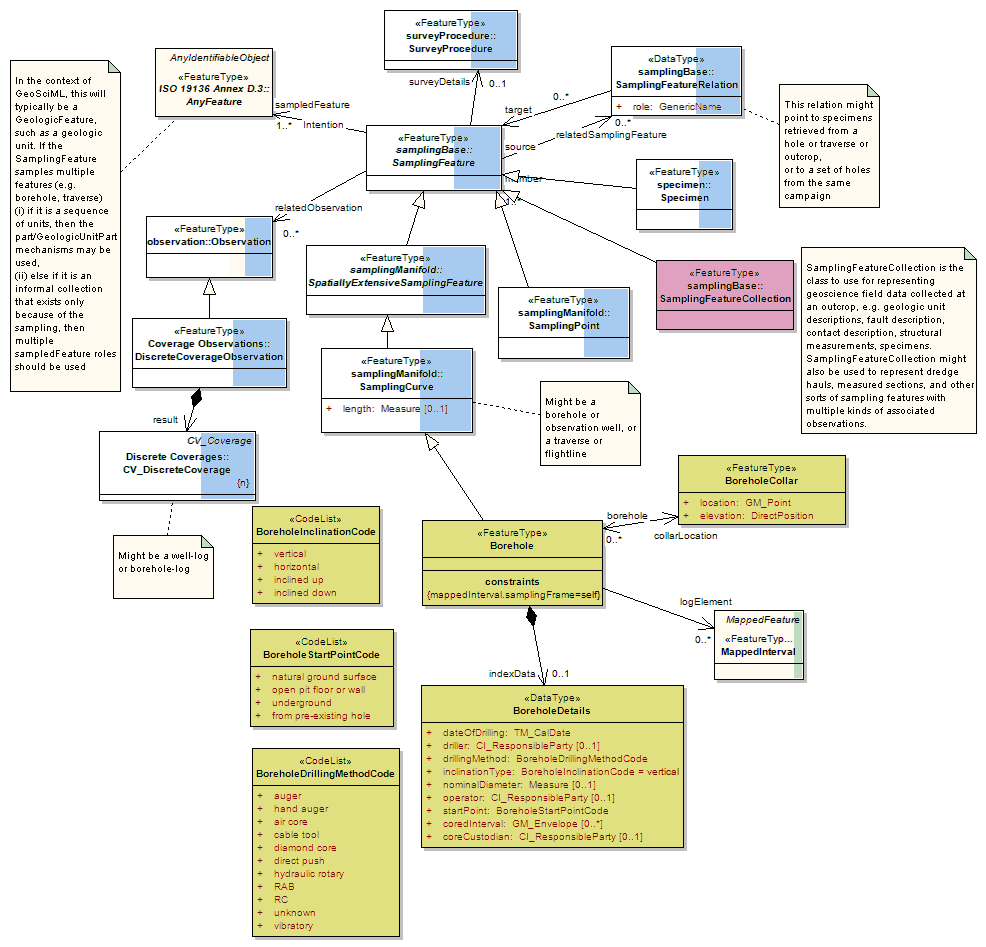 «FeatureType»
surveyProcedure::
SurveyProcedure
surveyDetails
0..1
AnyIdentifiableObject
«FeatureType»
ISO 19136 Annex D.3::
AnyFeature
sampledFeature
1..*
Intention
In the context of
GeoSciML, this will
typically be a
GeologicFeature,
such as a geologic
unit. If the
SamplingFeature
samples multiple
features (e.g.
borehole, traverse)
(i) if it is a sequence
of units, then the
part/GeologicUnitPart
mechanisms may be
used,
(ii) else if it is an
informal collection
that exists only
because of the
sampling, then
multiple
sampledFeature roles
should be used
«FeatureType»
samplingBase::
SamplingFeature
«DataType»
samplingBase::
SamplingFeatureRelation
+ role: GenericName
0..*
target
0..*
source
relatedSamplingFeature
This relation might
point to specimens
retrieved from a
hole or traverse or
outcrop,
or to a set of holes
from the same
campaign
member
1..*
«FeatureType»
specimen::
Specimen
relatedObservation
0..*
«FeatureType»
observation::Observation
«FeatureType»
samplingManifold::
SpatiallyExtensiveSamplingFeature
«FeatureType»
samplingManifold::
SamplingPoint
«FeatureType»
samplingBase::
SamplingFeatureCollection
SamplingFeatureCollection is the
class to use for representing
geoscience field data collected at
an outcrop, e.g. geologic unit
descriptions, fault description,
contact description, structural
measurements, specimens.
SamplingFeatureCollection might
also be used to represent dredge
hauls, measured sections, and other
sorts of sampling features with
multiple kinds of associated
observations.
«FeatureType»
Coverage Observations::
DiscreteCoverageObservation
result
CV_Coverage
Discrete Coverages::
CV_DiscreteCoverage
{n}
Might be a well-log
or borehole-log
«FeatureType»
samplingManifold::
SamplingCurve
+ length: Measure [0..1]
Might be a
borehole or
observation well, or
a traverse or
flightline
«FeatureType»
BoreholeCollar
+ location: GM_Point
+ elevation: DirectPosition
borehole
0..*
collarLocation
«FeatureType»
Borehole
constraints
{mappedInterval.samplingFrame=self}
logElement
0..*
MappedFeature
«FeatureTyp...
MappedInterval
indexData
0..1
«DataType»
BoreholeDetails
+ dateOfDrilling: TM_CalDate
+ driller: CI_ResponsibleParty [0..1]
+ drillingMethod: BoreholeDrillingMethodCode
+ inclinationType: BoreholeInclinationCode = vertical
+ nominalDiameter: Measure [0..1]
+ operator: CI_ResponsibleParty [0..1]
+ startPoint: BoreholeStartPointCode
+ coredInterval: GM_Envelope [0..*]
+ coreCustodian: CI_ResponsibleParty [0..1]
«CodeList»
BoreholeInclinationCode
+ vertical
+ horizontal
+ inclined up
+ inclined down
«CodeList»
BoreholeStartPointCode
+ natural ground surface
+ open pit floor or wall
+ underground
+ from pre-existing hole
«CodeList»
BoreholeDrillingMethodCode
+ auger
+ hand auger
+ air core
+ cable tool
+ diamond core
+ direct push
+ hydraulic rotary
+ RAB
+ RC
+ unknown
+ vibratory